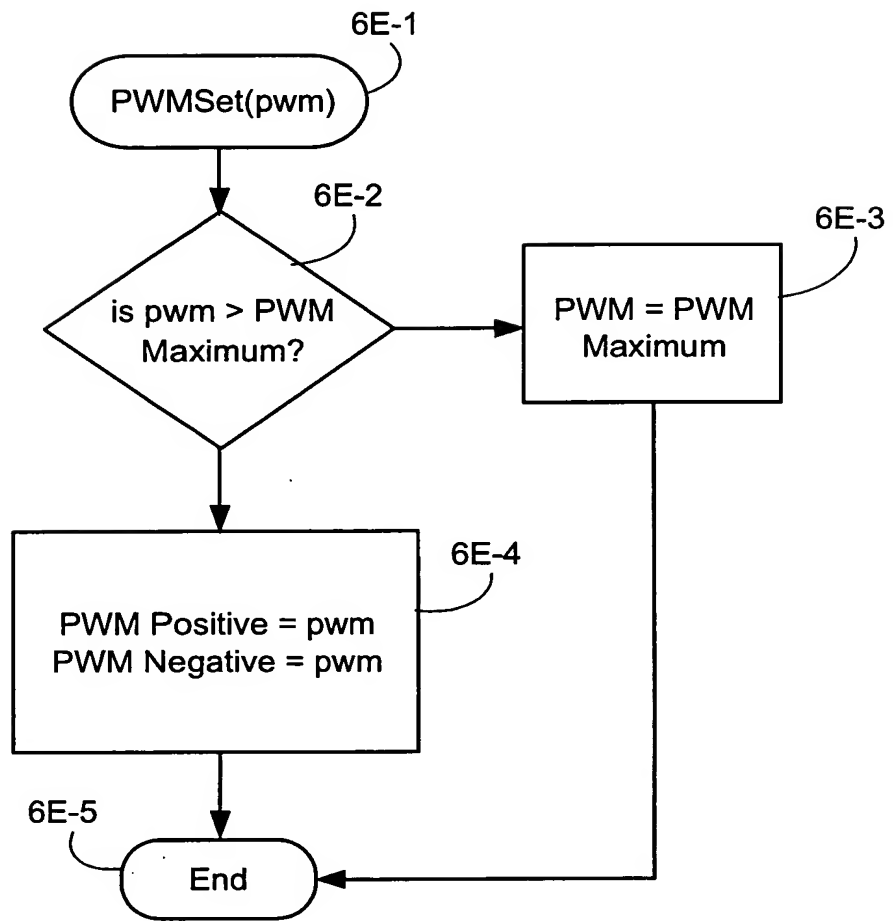 6E-1
PWMSet(pwm)
6E-2
is pwm > PWM
Maximum?
6E-3
PWM = PWM
Maximum
6E-4
PWM Positive = pwm
PWM Negative = pwm
6E-5
End